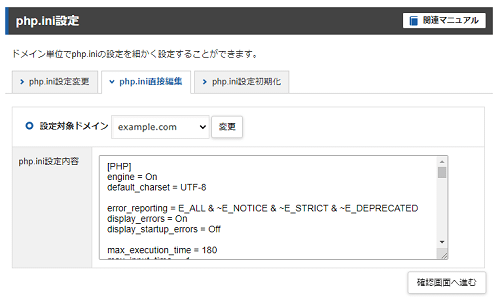 php.ini設定
関連マニュアル
ドメイン単位でphp.iniの設定を細かく設定することができます。
php.ini設定変更
php.ini直接編集
php.ini設定初期化
設定対象ドメイン example.com 変更
php.ini設定内容
[PHP]
engine = On
default_charset = UTF-8
error_reporting = E_ALL & ~E_NOTICE & ~E_STRICT & ~E_DEPRECATED
display_errors = On
display_startup_errors = Off
max_execution_time = 180
確認画面へ進む